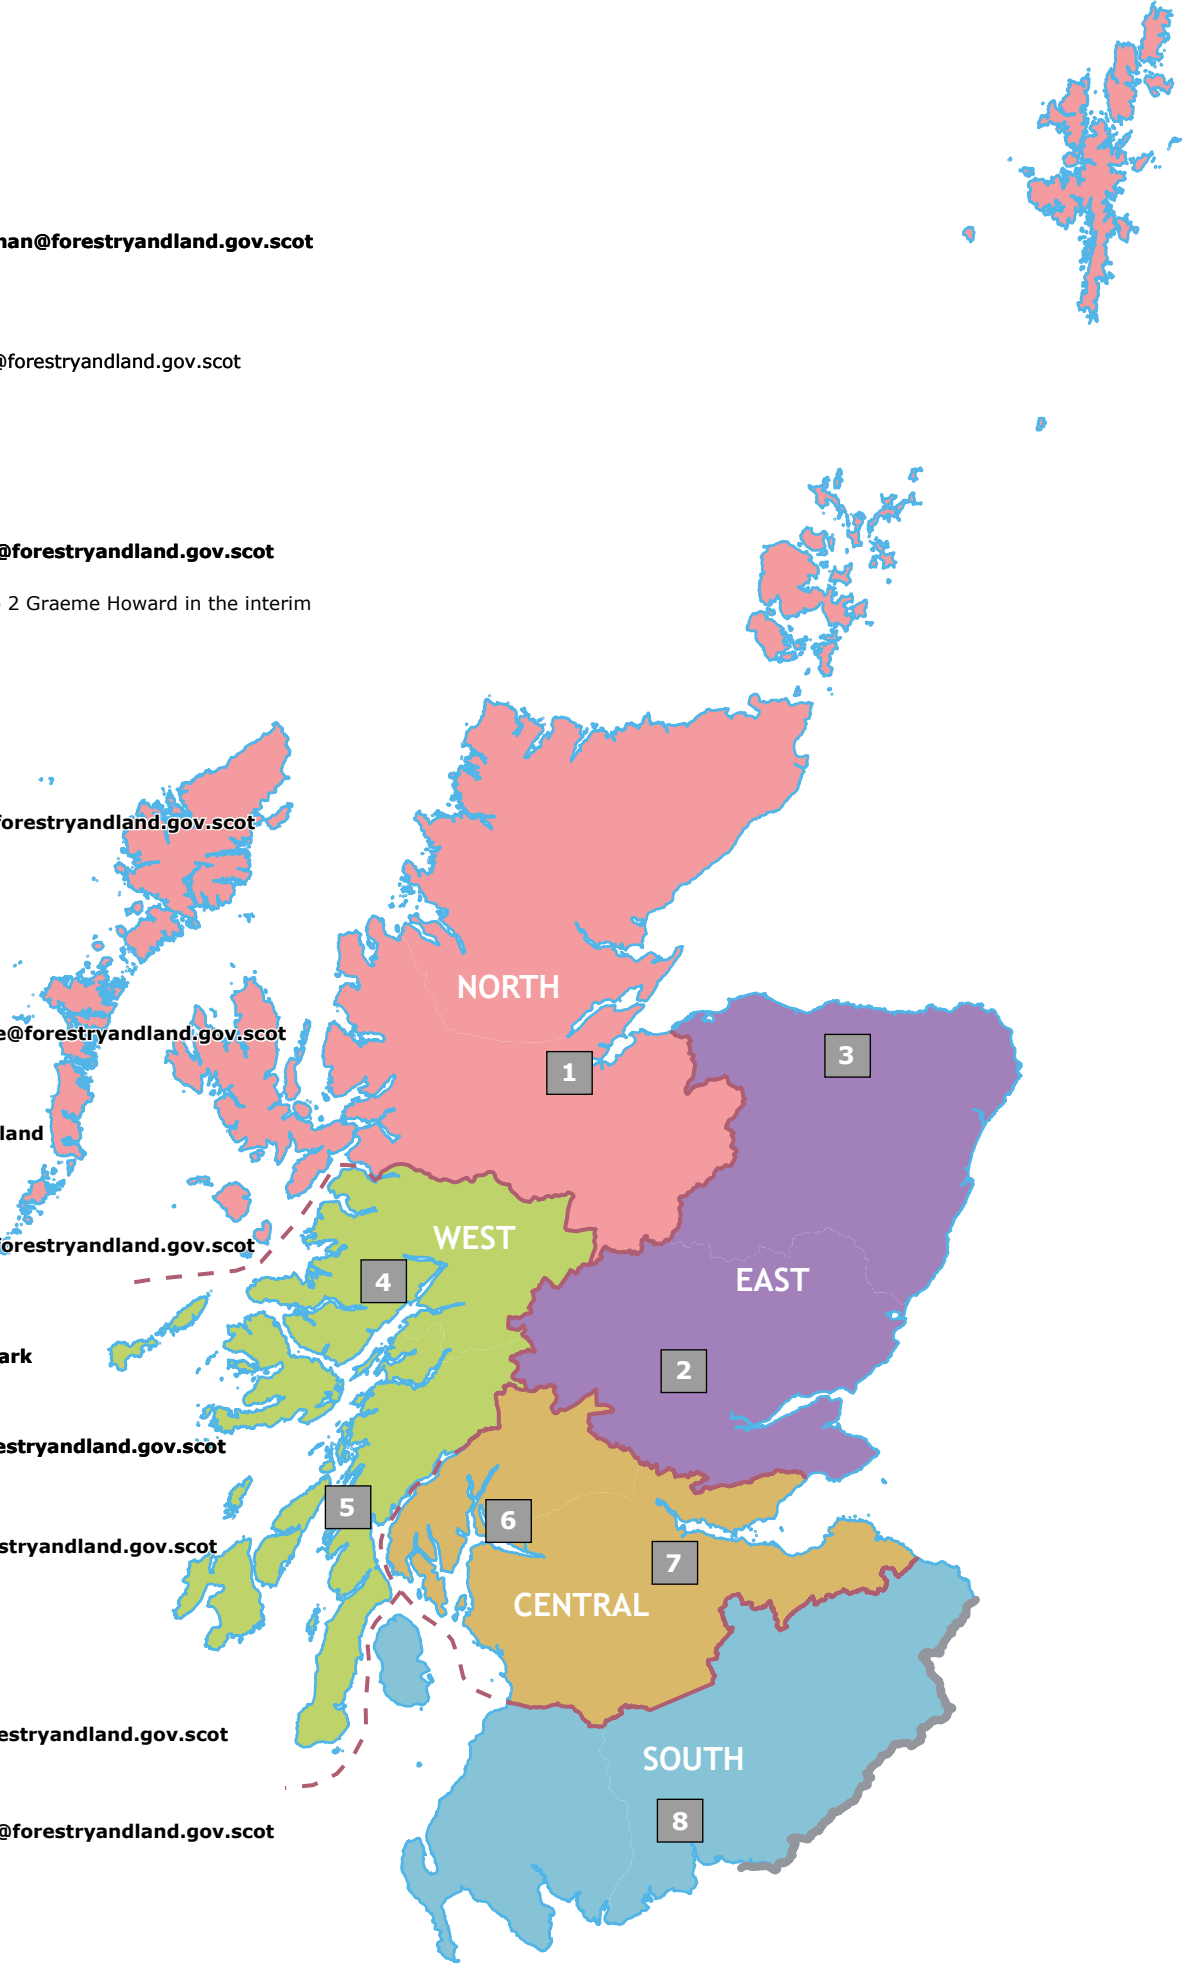 nan@forestryandland.gov.scot
@forestryandland.gov.scot
@forestryandland.gov.scot
2 Graeme Howard in the interim
forestryandland.gov.scot
NORTH
e@forestryandland.gov.scot
3
1
land
WEST
forestryandland.gov.scot
4
EAST
ark
2
estryandland.gov.scot
5
6
stryandland.gov.scot
7
CENTRAL
estryandland.gov.scot
SOUTH
8
@forestryandland.gov.scot